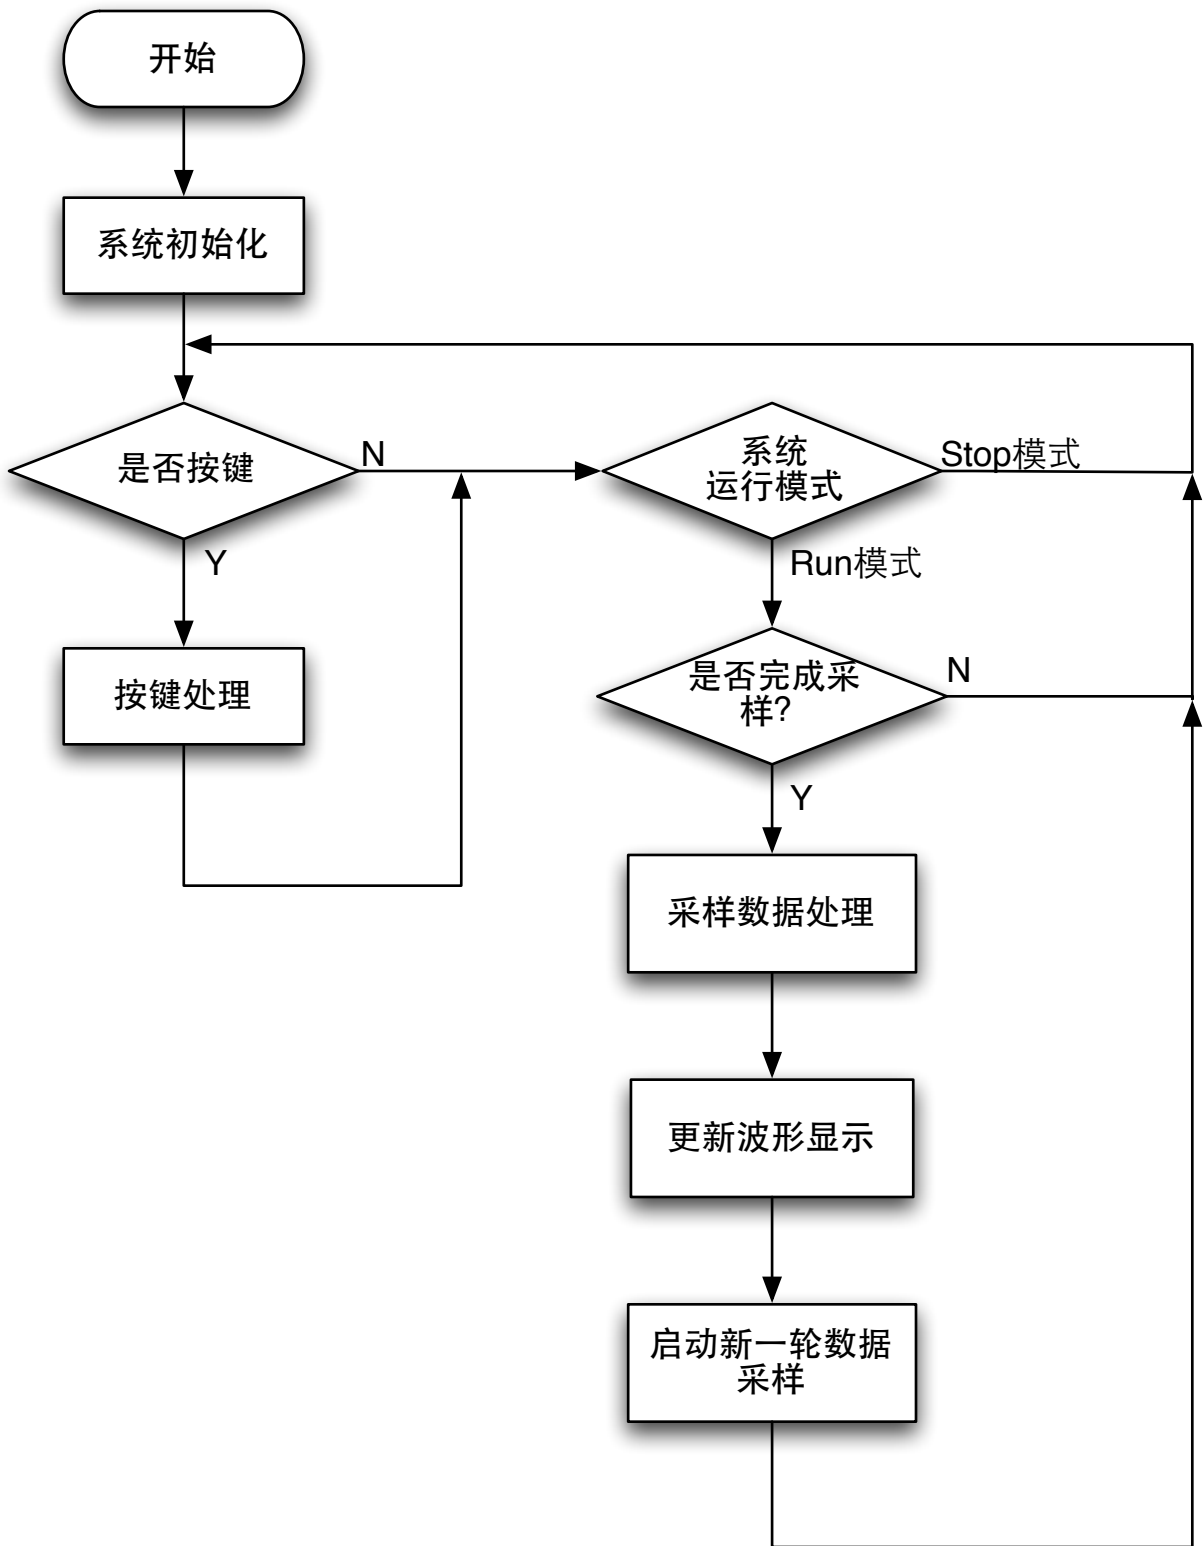 开始
系统初始化
是否按键
N
Y
按键处理
系统
运行模式
Stop模式
Run模式
是否完成采
样?
N
Y
采样数据处理
更新波形显示
启动新一轮数据
采样